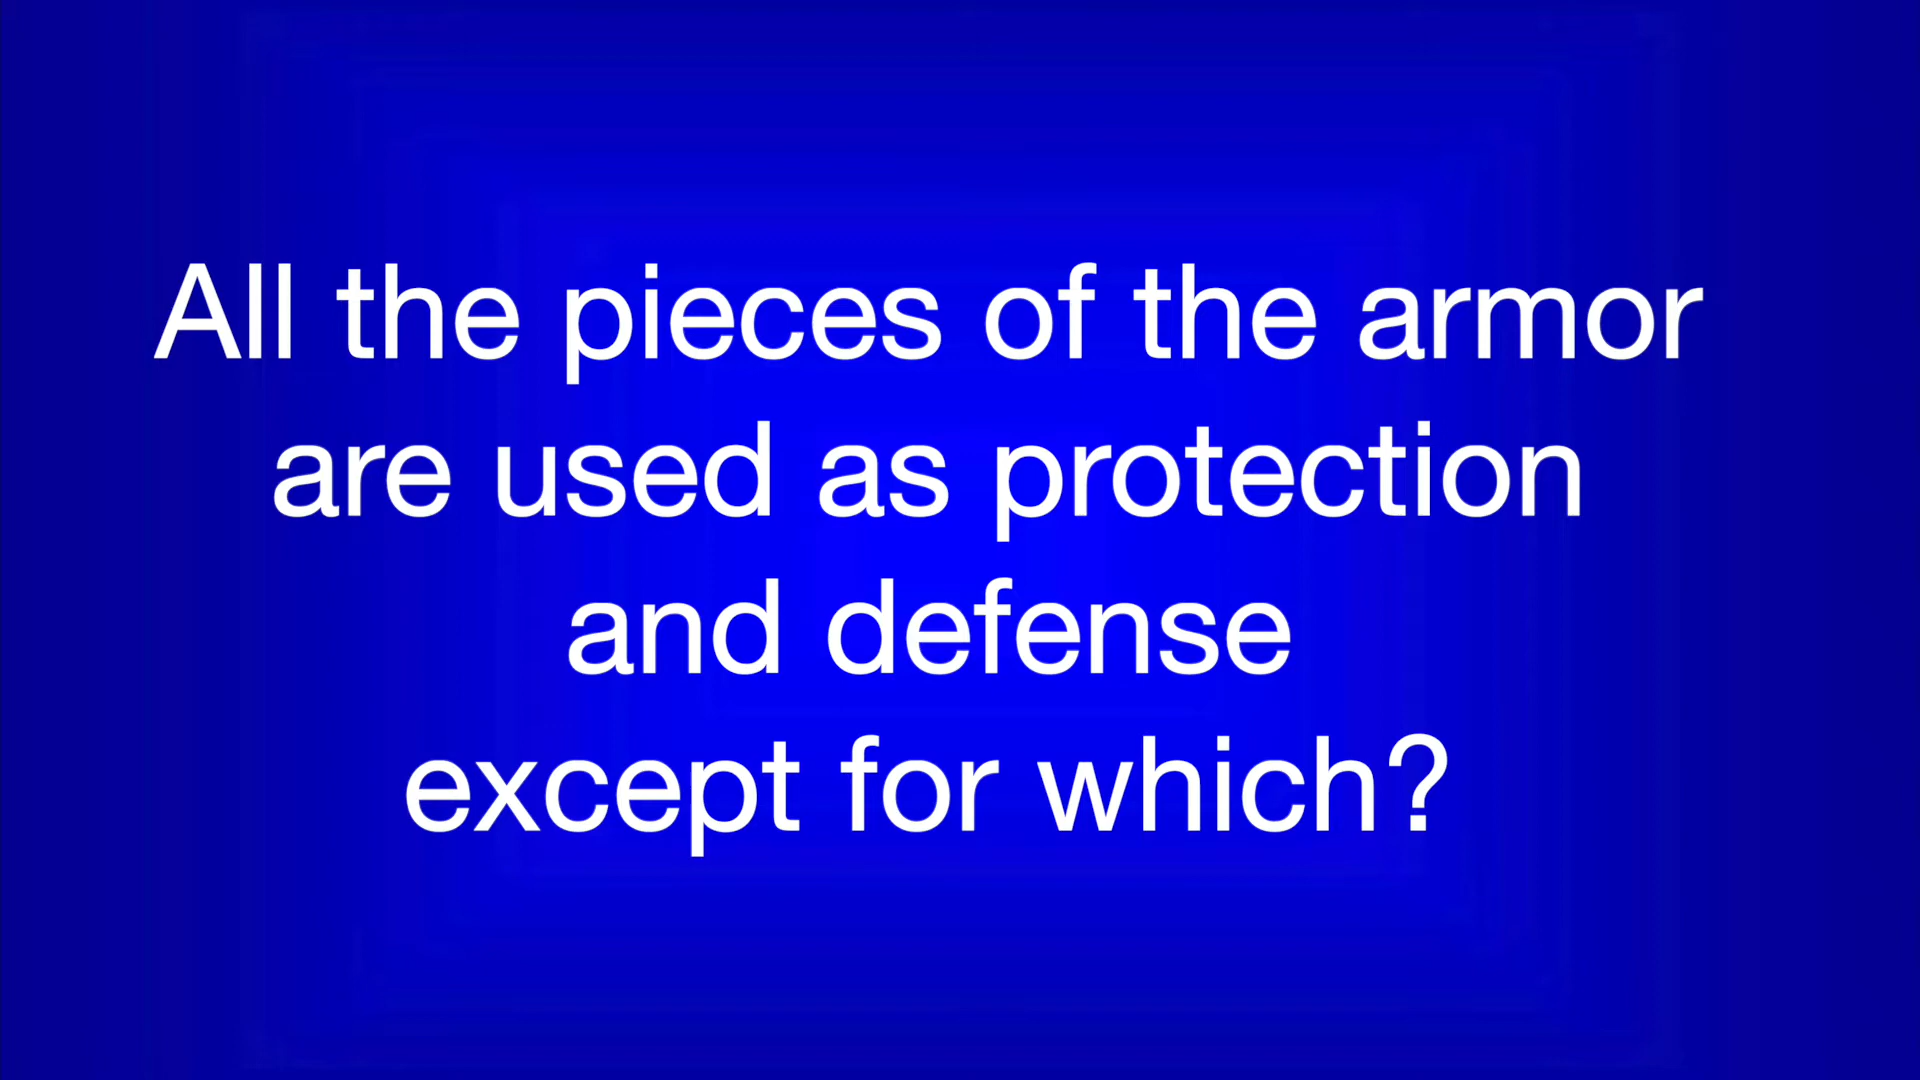 All the pieces of the armor
are used as protection
and defense
except for which?